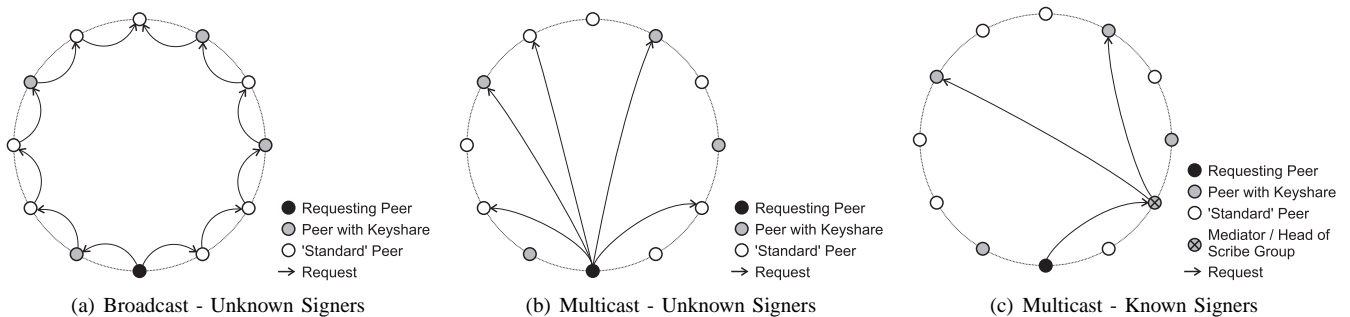 Requesting Peer
Peer with Keyshare
'Standard' Peer
Request
(a) Broadcast - Unknown Signers
Requesting Peer
Peer with Keyshare
'Standard' Peer
Request
(b) Multicast - Unknown Signers
Requesting Peer
Peer with Keyshare
'Standard' Peer
Mediator / Head of
Scribe Group
Request
(c) Multicast - Known Signers